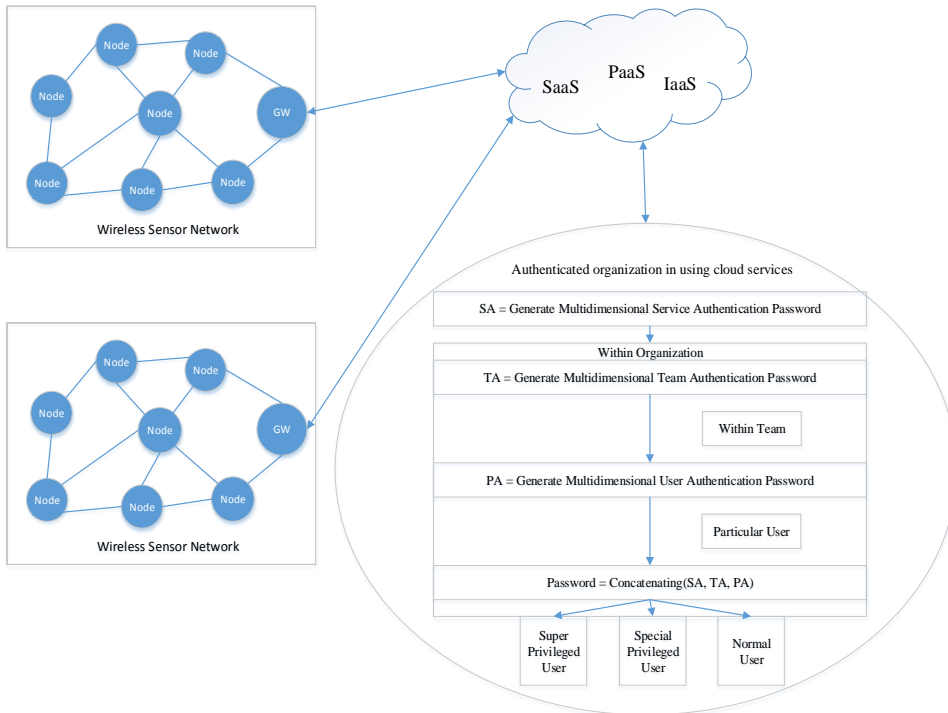 Node
Node
Node
Node
GW
Node
Node
Node
Wireless Sensor Network
SaaS
PaaS
IaaS
Node
Node
Node
Node
GW
Node
Node
Node
Wireless Sensor Network
Authenticated organization in using cloud services
SA = Generate Multidimensional Service Authentication Password
Within Organization
TA = Generate Multidimensional Team Authentication Password
Within Team
PA = Generate Multidimensional User Authentication Password
Particular User
Password = Concatenating(SA, TA, PA)
Super
Privileged
User
Special
Privileged
User
Normal
User